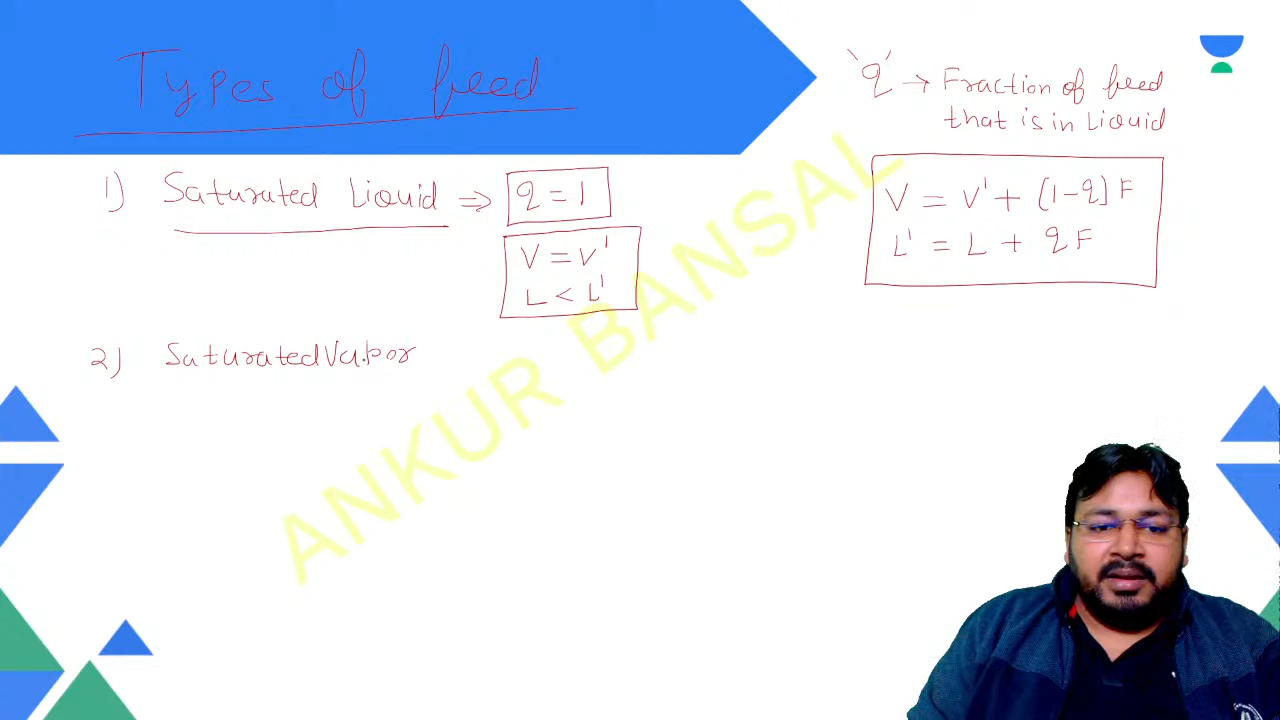 Types of feed
'q' → Fraction of feed
that is in Liquid
1) Saturated Liquid ⇒ q = 1
V = V' + (1-q) F
L' = L + qF
V = V'
L < L'
2) Saturated Vapor
ANKUR BANSAL